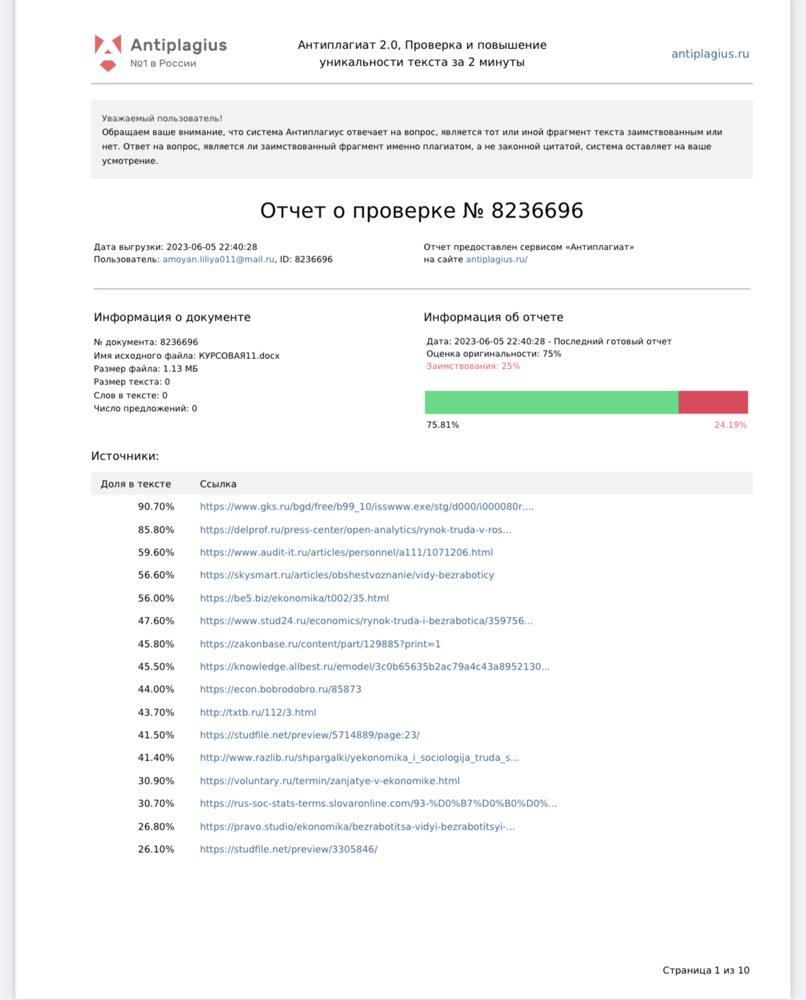 Antiplagius
№1 в России
Антиплагиат 2.0, Проверка и повышение
уникальности текста за 2 минуты
antiplagius.ru
Уважаемый пользователь!
Обращаем ваше внимание, что система Антиплагиус отвечает на вопрос, является тот или иной фрагмент текста заимствованным или
нет. Ответ на вопрос, является ли заимствованный фрагмент именно плагиатом, а не законной цитатой, система оставляет на ваше
усмотрение.
Отчет о проверке № 8236696
Дата выгрузки: 2023-06-05 22:40:28
Пользователь: amoyan.liliya011@mail.ru, ID: 8236696
Отчет предоставлен сервисом «Антиплагиат»
на сайте antiplagius.ru/
Информация о документе
№ документа: 8236696
Имя исходного файла: КУРСОВАЯ11.docx
Размер файла: 1.13 МБ
Размер текста: 0
Слов в тексте: 0
Число предложений: 0
Информация об отчете
Дата: 2023-06-05 22:40:28 - Последний готовый отчет
Оценка оригинальности: 75%
Заимствования: 25%
75.81% 24.19%
Источники:
Доля в тексте Ссылка
90.70% https://www.gks.ru/bgd/free/b99_10/isswww.exe/stg/d000/i000080r....
85.80% https://delprof.ru/press-center/open-analytics/rynok-truda-v-ros...
59.60% https://www.audit-it.ru/articles/personnel/a111/1071206.html
56.60% https://skysmart.ru/articles/obshestvoznanie/vidy-bezraboticy
56.00% https://be5.biz/ekonomika/t002/35.html
47.60% https://www.stud24.ru/economics/rynok-truda-i-bezrabotica/359756...
45.80% https://zakonbase.ru/content/part/129885?print=1
45.50% https://knowledge.allbest.ru/emodel/3c0b65635b2ac79a4c43a8952130...
44.00% https://econ.bobrodobro.ru/85873
43.70% http://txtb.ru/112/3.html
41.50% https://studfile.net/preview/5714889/page:23/
41.40% http://www.razlib.ru/shpargalki/yekonomika_i_sociologija_truda_s...
30.90% https://voluntary.ru/termin/zanjatye-v-ekonomike.html
30.70% https://rus-soc-stats-terms.slovaronline.com/93-%D0%B7%D0%B0%D0%...
26.80% https://pravo.studio/ekonomika/bezrabotitsa-vidyi-bezrabotitsyi-...
26.10% https://studfile.net/preview/3305846/
Страница 1 из 10